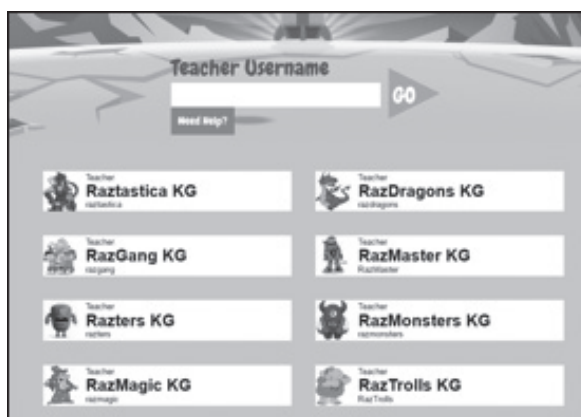 Teacher Username
GO
Need Help?
Teacher
Raztastica KG
raztastica
Teacher
RazDragons KG
razdragons
Teacher
RazGang KG
razgang
Teacher
RazMaster KG
RazMaster
Teacher
Razters KG
razters
Teacher
RazMonsters KG
razmonsters
Teacher
RazMagic KG
razmagic
Teacher
RazTrolls KG
RazTrolls